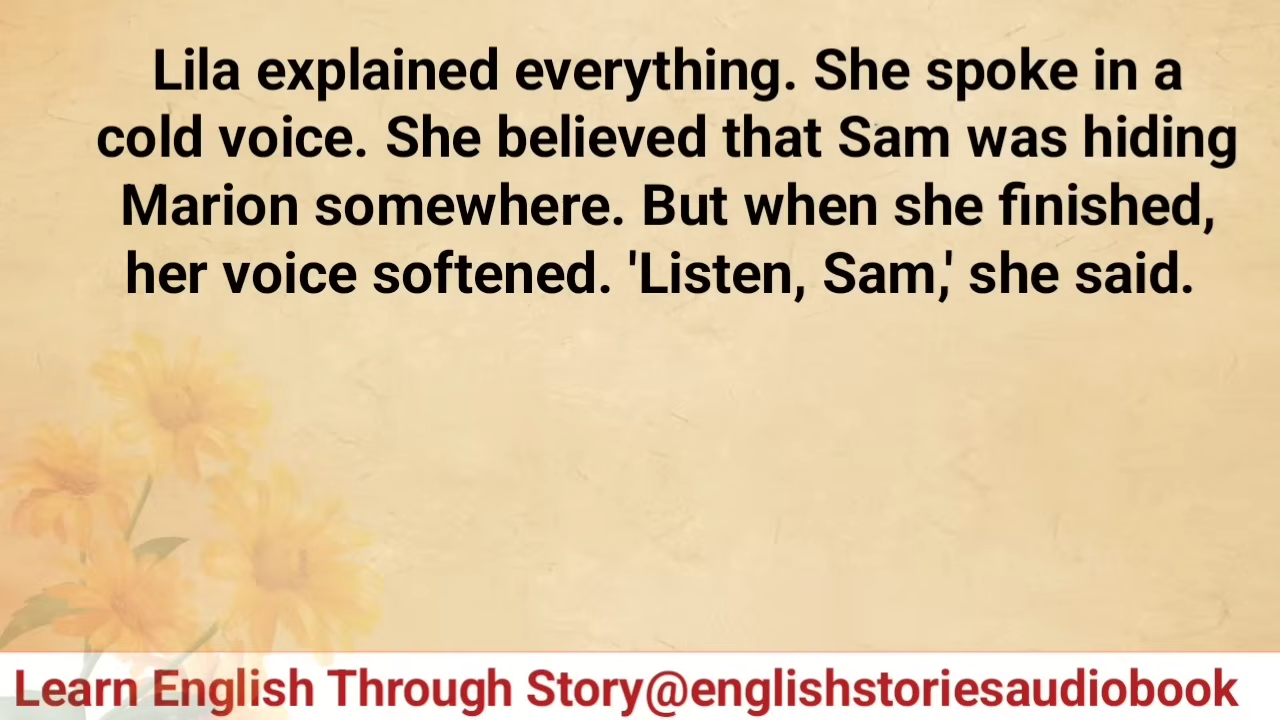 Lila explained everything. She spoke in a
cold voice. She believed that Sam was hiding
Marion somewhere. But when she finished,
her voice softened. 'Listen, Sam,' she said.
Learn English Through Story@englishstoriesaudiobook